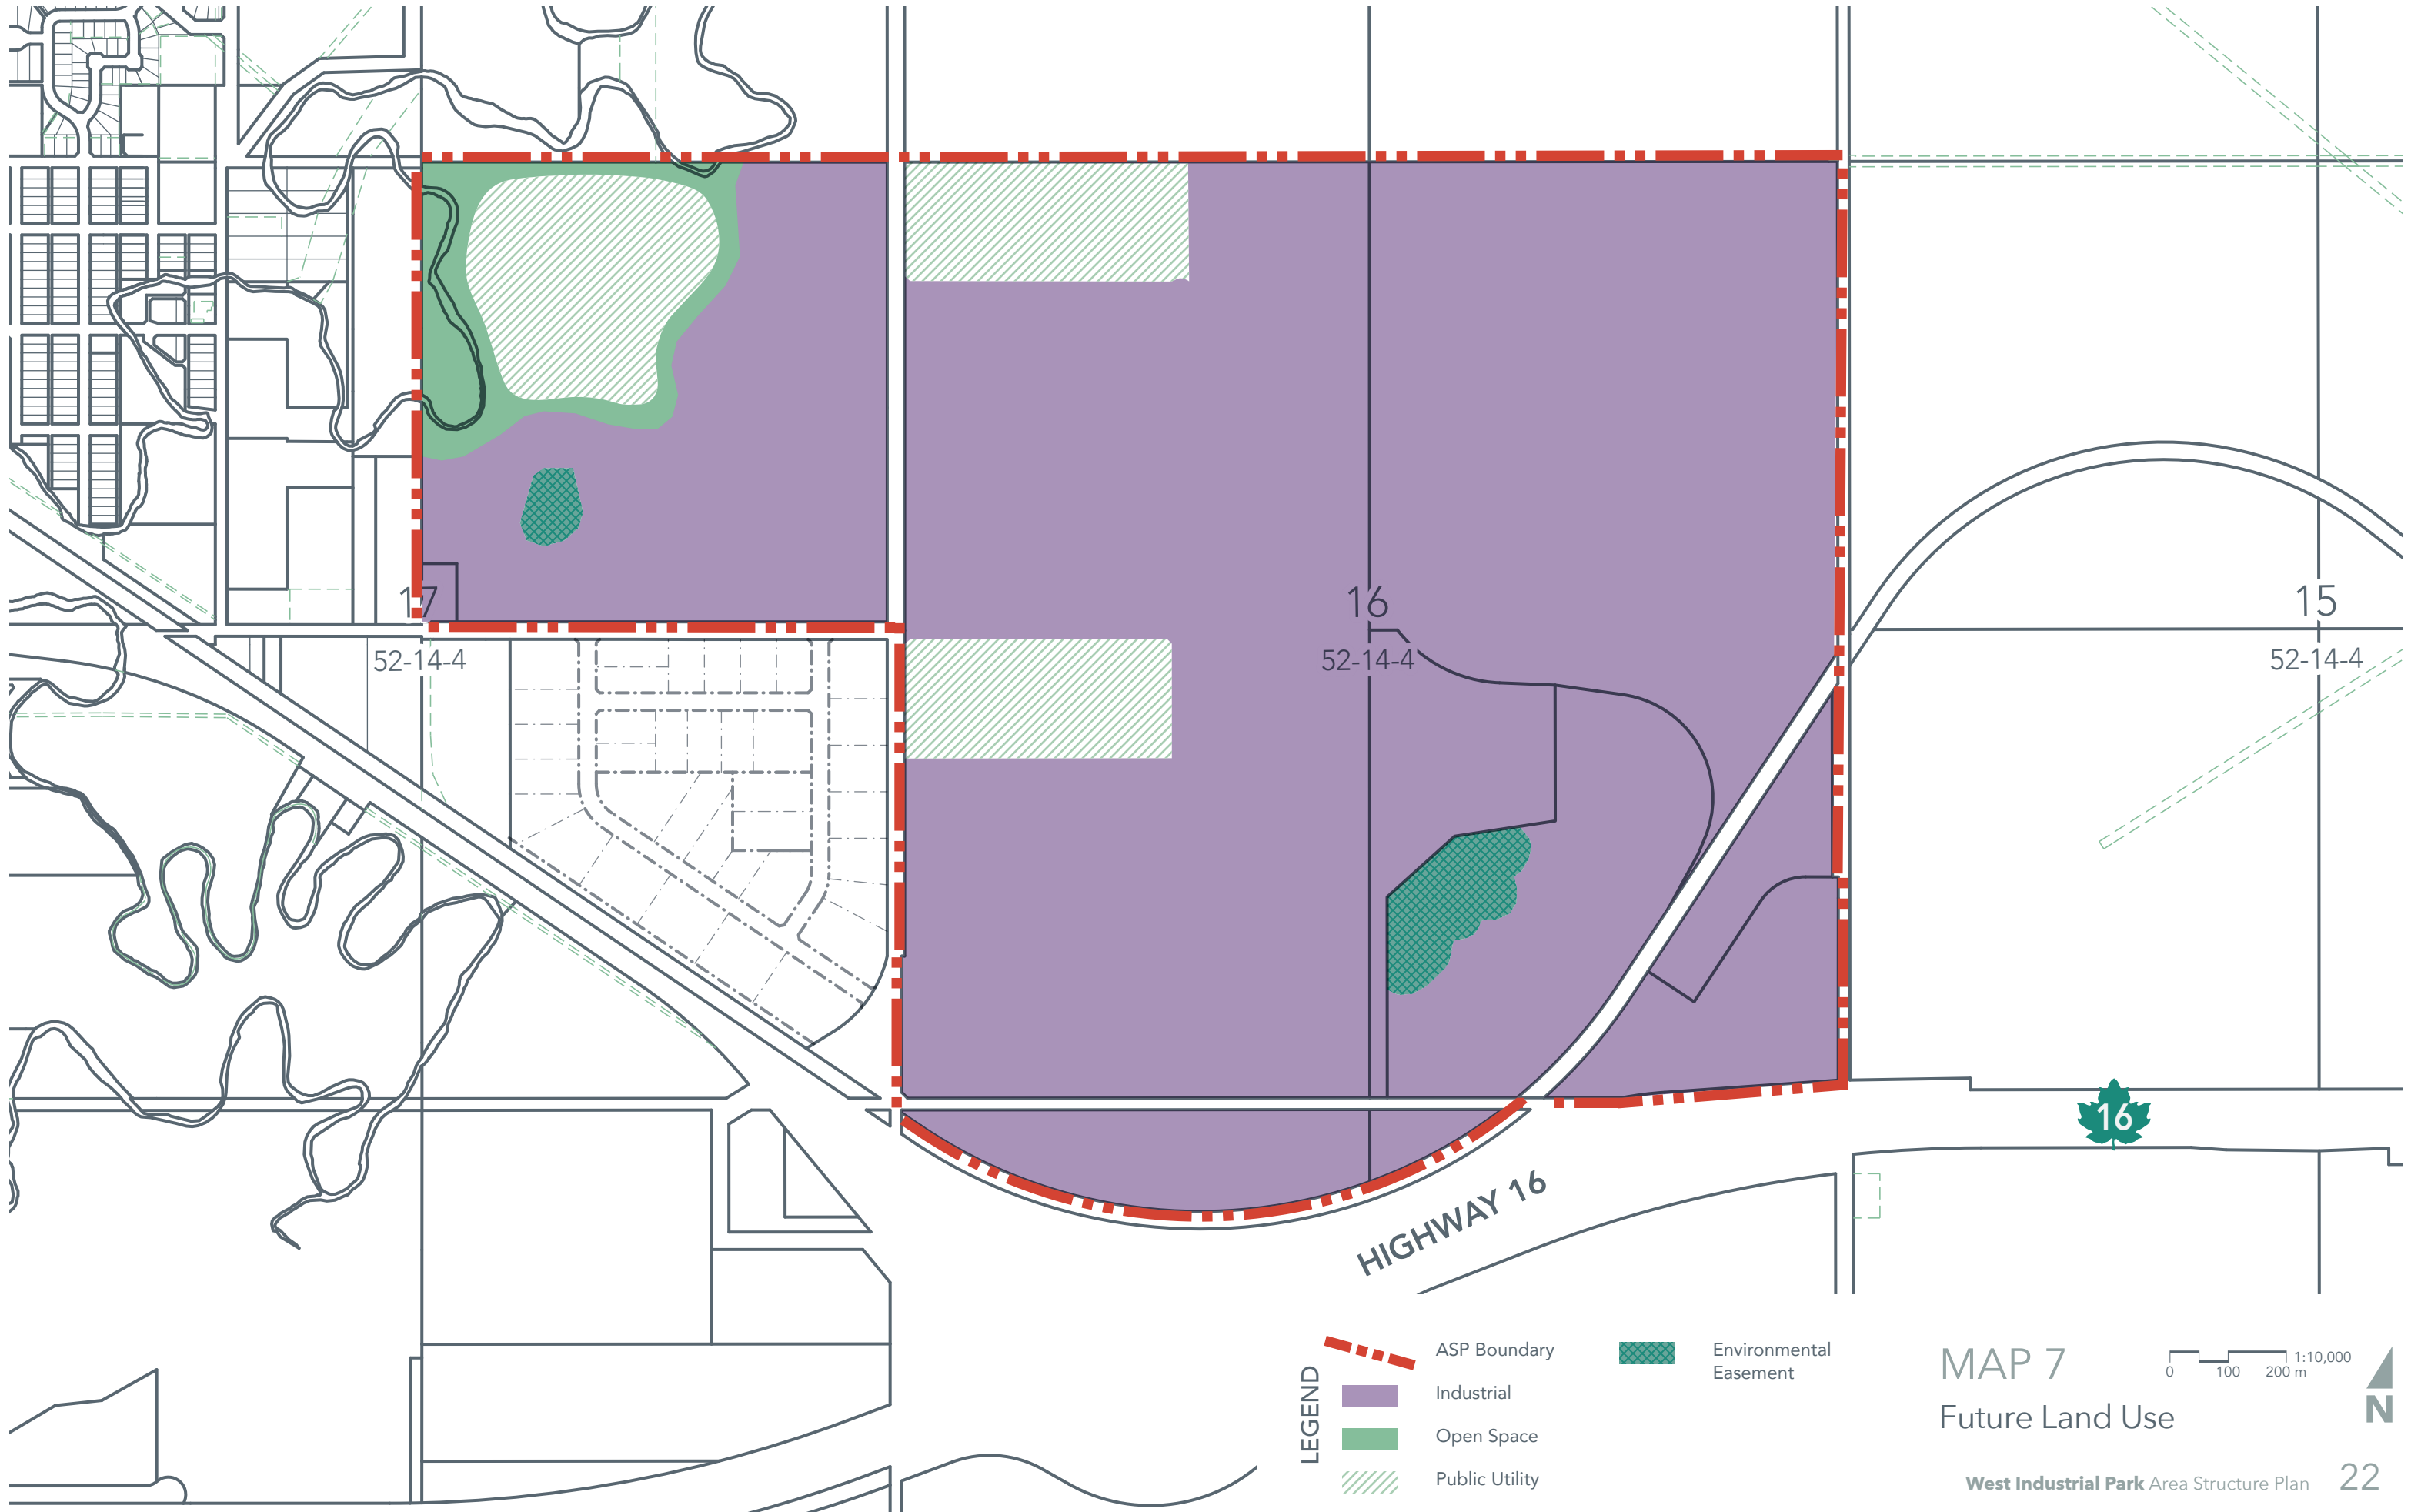 17
52-14-4
16
52-14-4
15
52-14-4
16
HIGHWAY 16
LEGEND
ASP Boundary
Industrial
Open Space
Public Utility
Environmental
Easement
MAP 7
Future Land Use
0 100 200 m 1:10,000
N
West Industrial Park Area Structure Plan 22